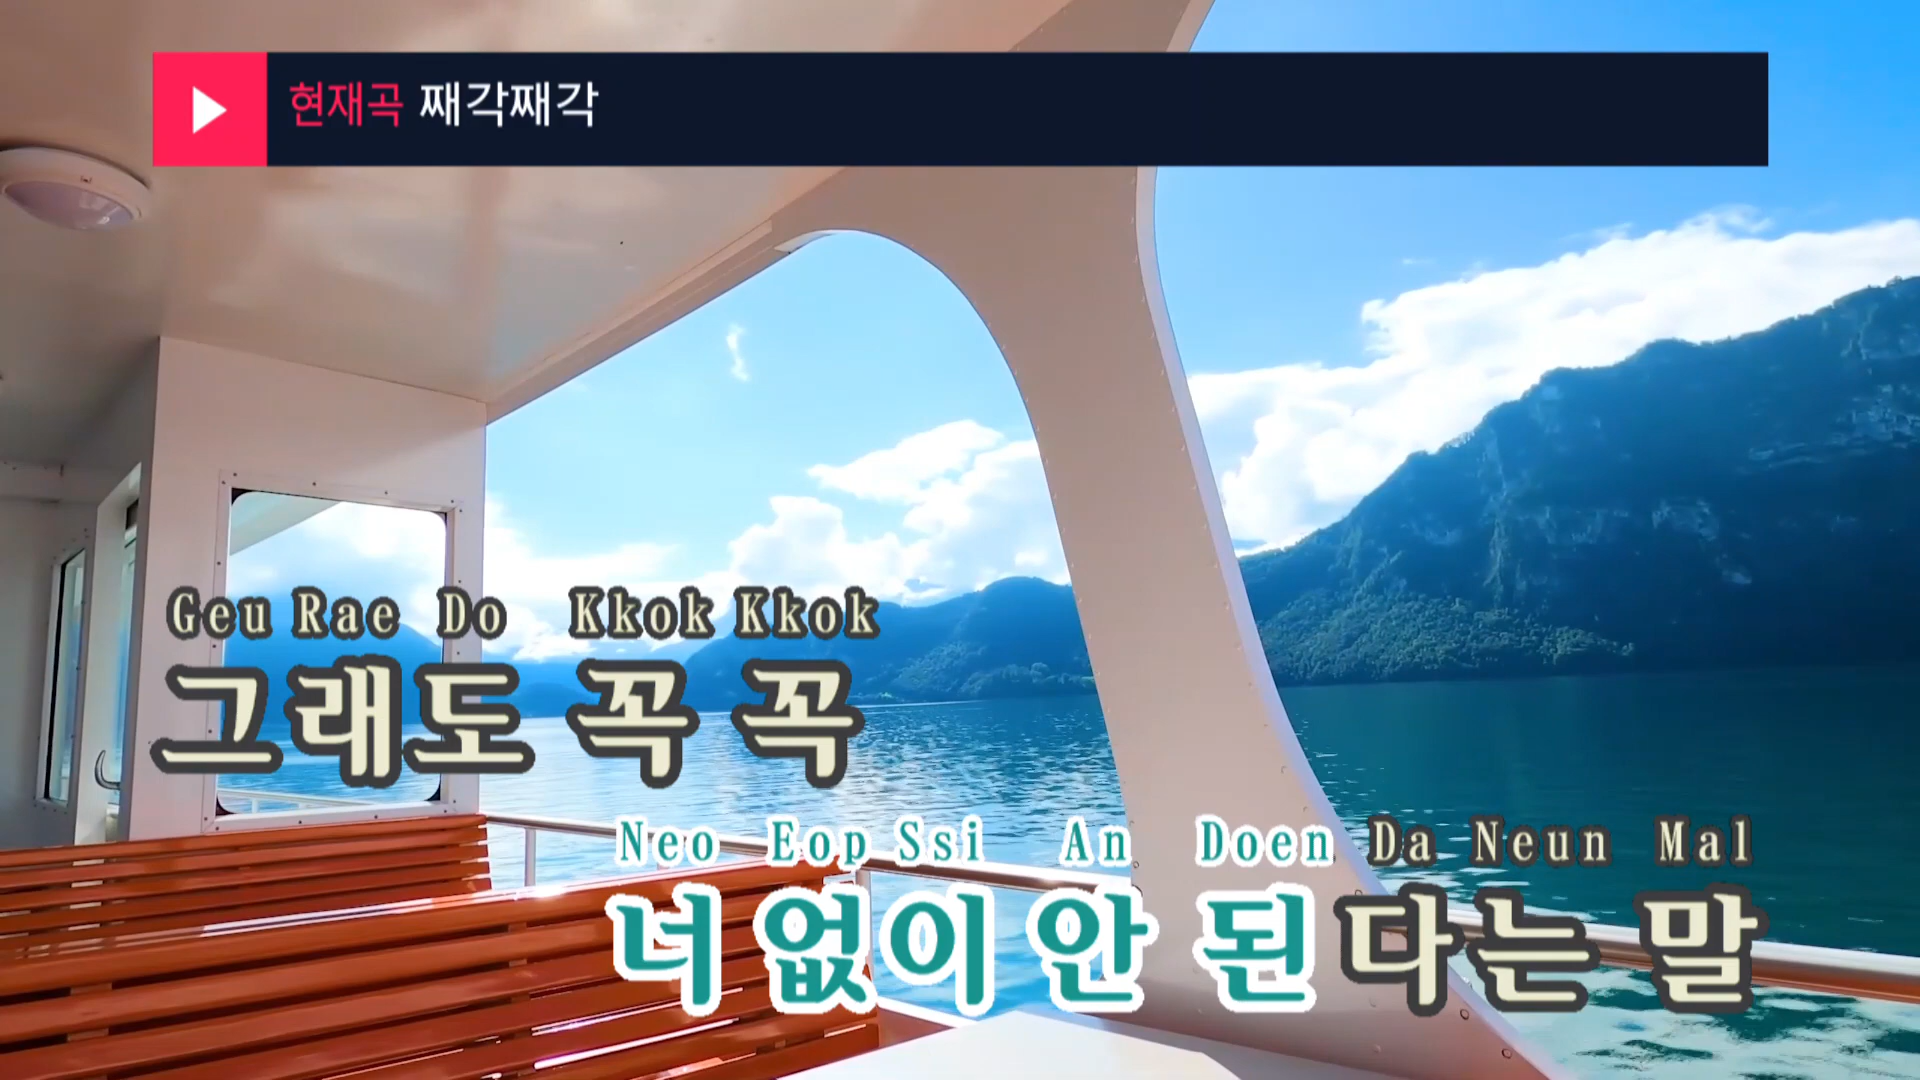 현재곡 째각째각
Geu Rae Do Kkok Kkok
그래도 꼭 꼭
Neo Eop Ssi An Doen Da Neun Mal
너 없이 안 된다는 말